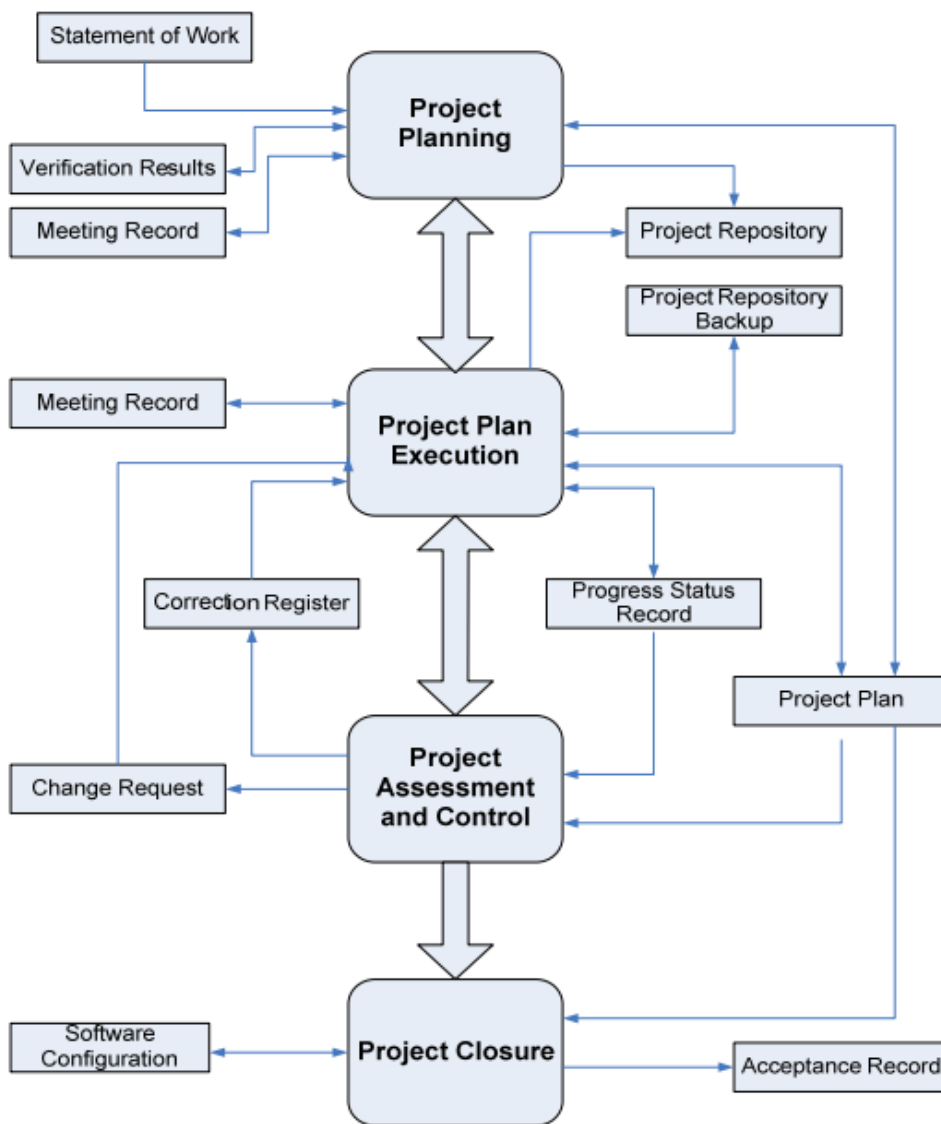 Statement of Work
Project
Planning
Verification Results
Meeting Record
Project Repository
Project Repository
Backup
Meeting Record
Project Plan
Execution
Correction Register
Progress Status
Record
Project Plan
Change Request
Project
Assessment
and Control
Software
Configuration
Project Closure
Acceptance Record